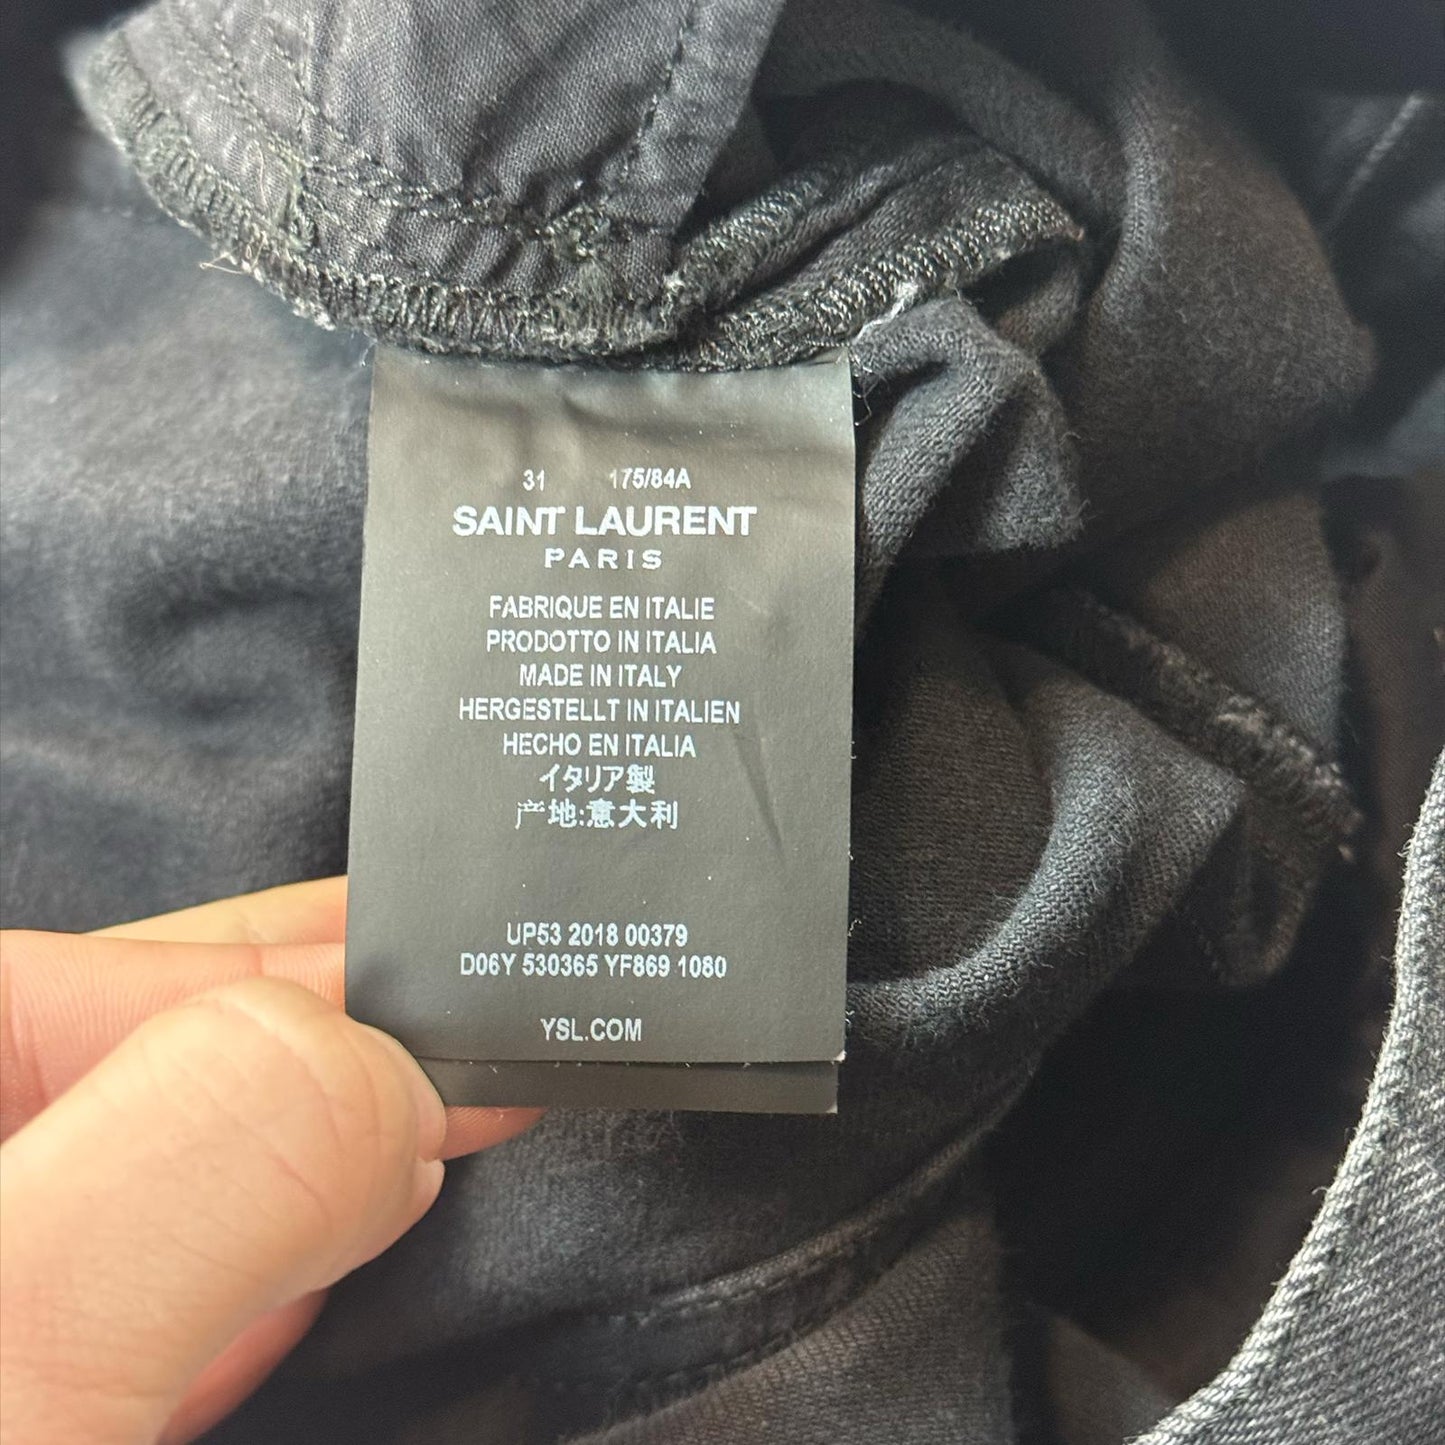 31 175/84A
SAINT LAURENT
PARIS
FABRIQUE EN ITALIE
PRODOTTO IN ITALIA
MADE IN ITALY
HERGESTELLT IN ITALIEN
HECHO EN ITALIA
イタリア製
产地:意大利
UP53 2018 00379
D06Y 530365 YF869 1080
YSL.COM